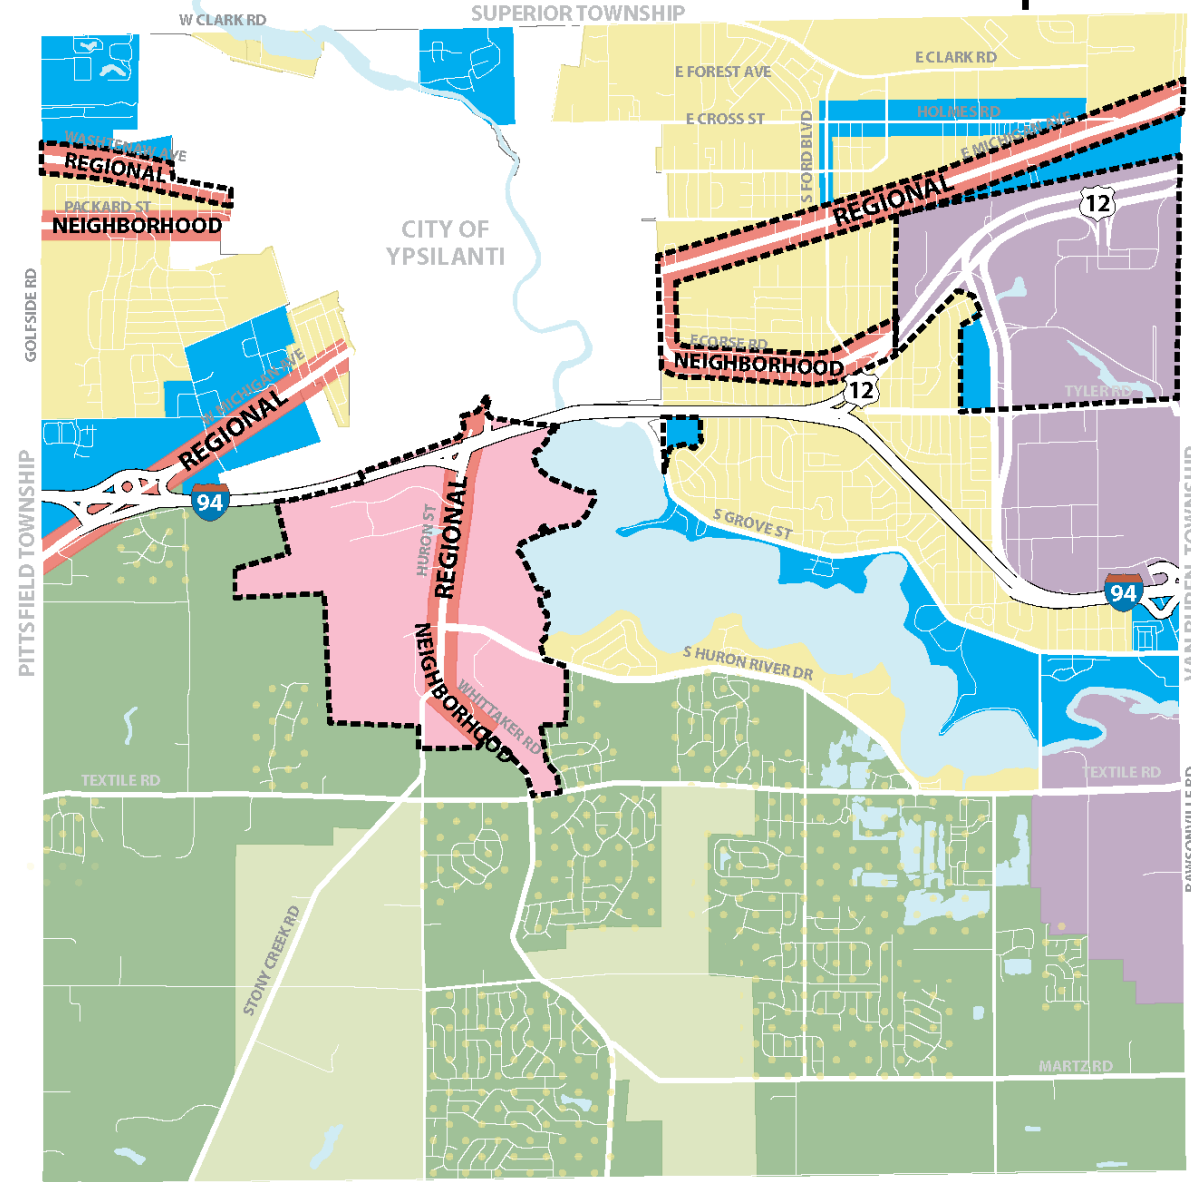 SUPERIOR TOWNSHIP
W CLARK RD
E CLARK RD
E FOREST AVE
HOLMES RD
E CROSS ST
S FORD BLVD
E MICHIGAN AVE
WASHTENAW AVE
REGIONAL
REGIONAL
12
PACKARD ST
NEIGHBORHOOD
CITY OF
YPSILANTI
GOLFSIDE RD
ECORSE RD
NEIGHBORHOOD
12
TYLER RD
W MICHIGAN AVE
REGIONAL
PITTSFIELD TOWNSHIP
94
HURON ST
REGIONAL
S GROVE ST
VAN BUREN TOWNSHIP
94
NEIGHBORHOOD
WHITTAKER RD
S HURON RIVER DR
TEXTILE RD
TEXTILE RD
RAWSONVILLE RD
STONY CREEK RD
MARTZ RD